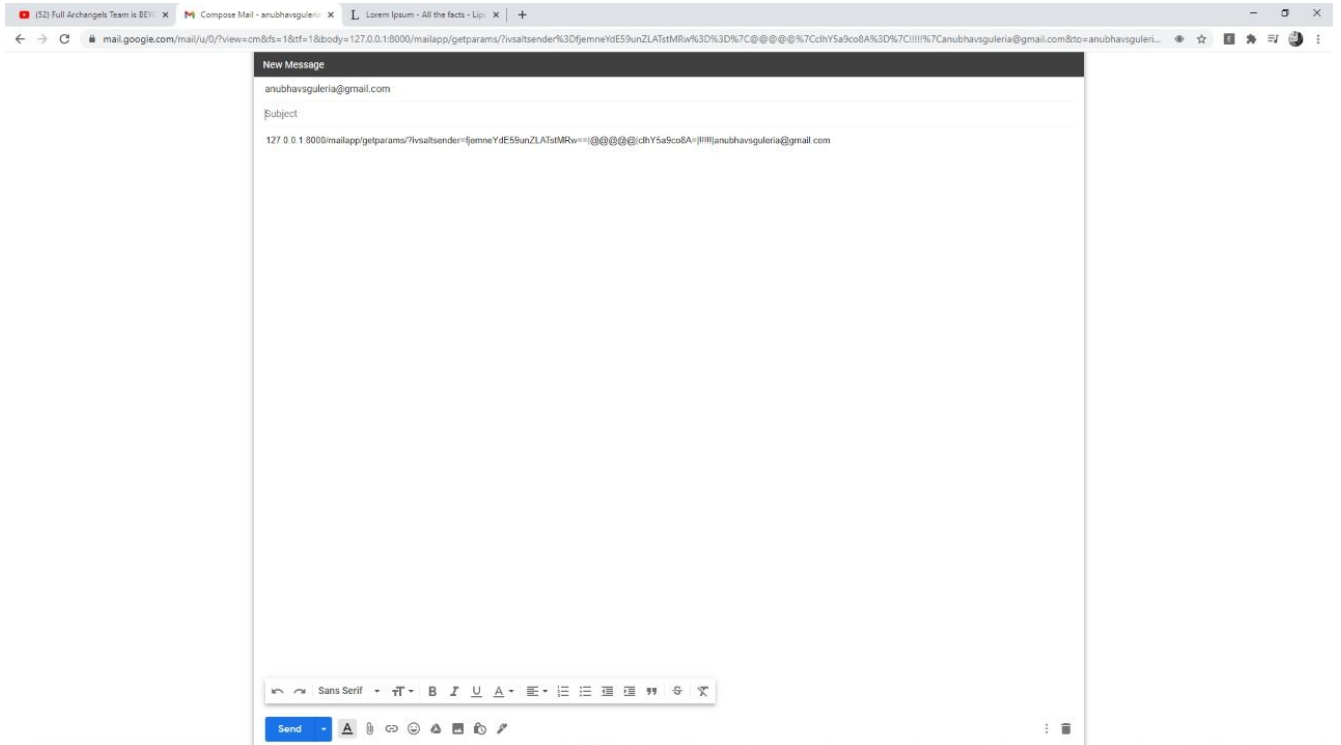 (52) Full Archangels Team is BEY
Compose Mail - anubhavsguleria
Lorem Ipsum - All the facts - Lip
mail.google.com/mail/u/0/?view=cm&fs=1&tf=1&body=127.0.0.1:8000/mailapp/getparams/?ivsaltsender%3DfjemneYdE59unZLATstMRw%3D%3D%7C@@@@@%7CclhY5a9co8A%3D%7C!!!!!%7Canubhavsguleria@gmail.com&to=anubhavsguleri...
New Message
anubhavsguleria@gmail.com
Subject
127.0.0.1:8000/mailapp/getparams/?ivsaltsender=fjemneYdE59unZLATstMRw==|@@@@@|clhY5a9co8A=|!!!!!|anubhavsguleria@gmail.com
Sans Serif
Send